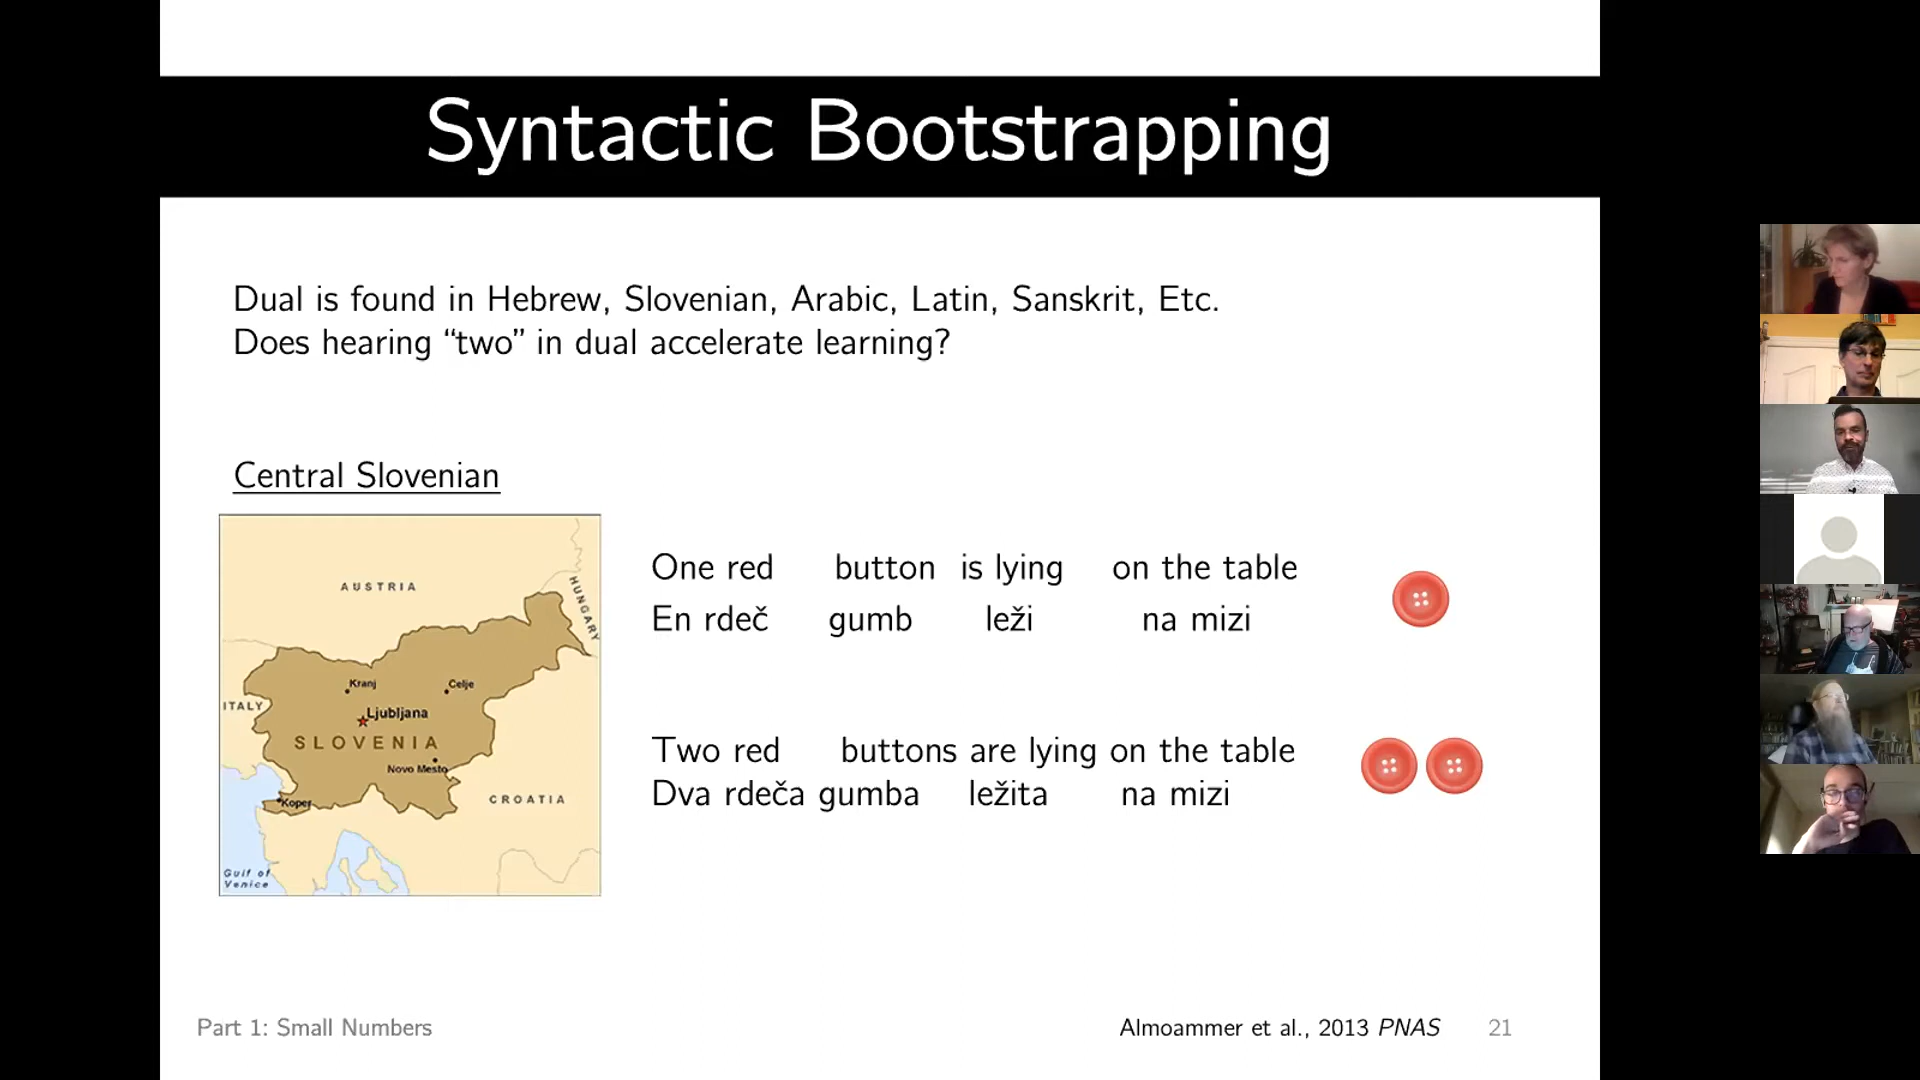 Syntactic Bootstrapping
Dual is found in Hebrew, Slovenian, Arabic, Latin, Sanskrit, Etc.
Does hearing “two” in dual accelerate learning?
Central Slovenian
AUSTRIA
HUNGARY
Kranj
Celje
ITALY
Ljubljana
SLOVENIA
Novo Mesto
Koper
CROATIA
Gulf of
Venice
One red button is lying on the table
En rdeč gumb leži na mizi
Two red buttons are lying on the table
Dva rdeča gumba ležita na mizi
Part 1: Small Numbers
Almoammer et al., 2013 PNAS 21